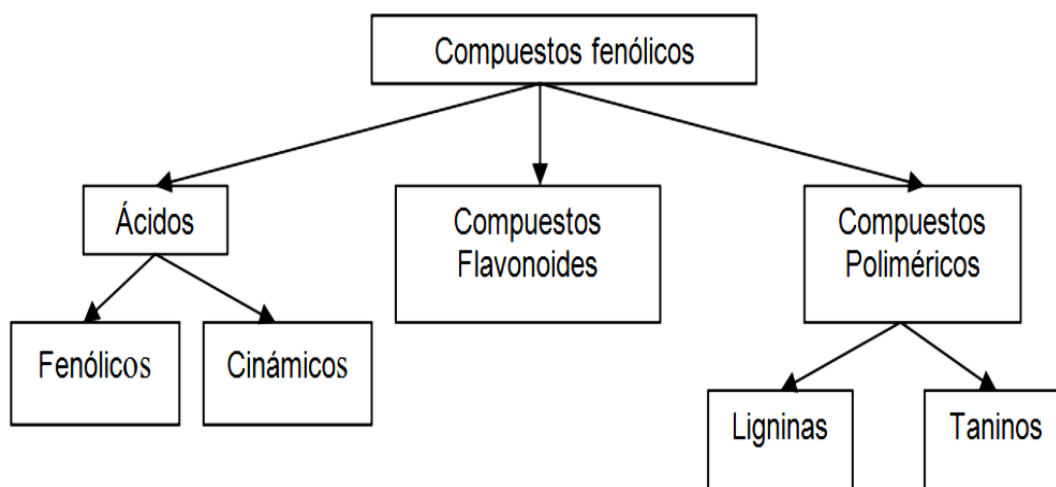 Compuestos fenólicos
Ácidos
Compuestos
Flavonoides
Compuestos
Poliméricos
Fenólicos
Cinámicos
Ligninas
Taninos